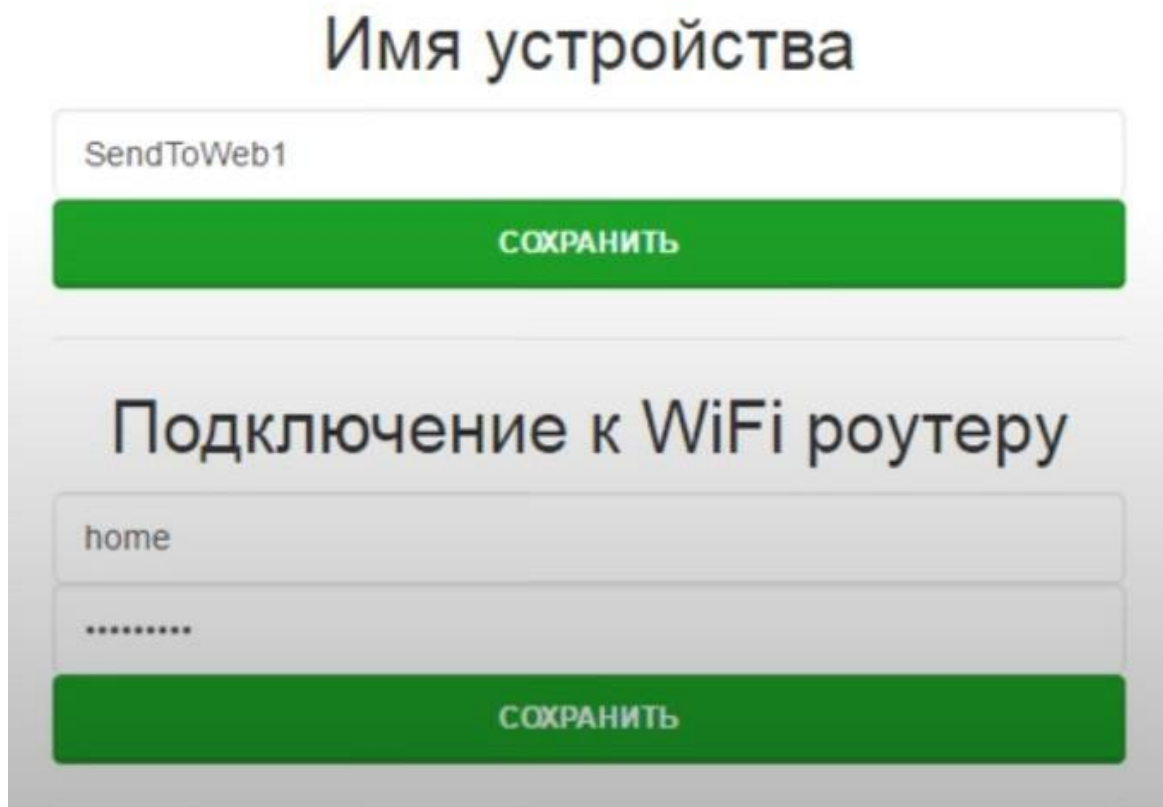 Имя устройства
SendToWeb1
СОХРАНИТЬ
Подключение к WiFi роутеру
home
•••••••••
СОХРАНИТЬ